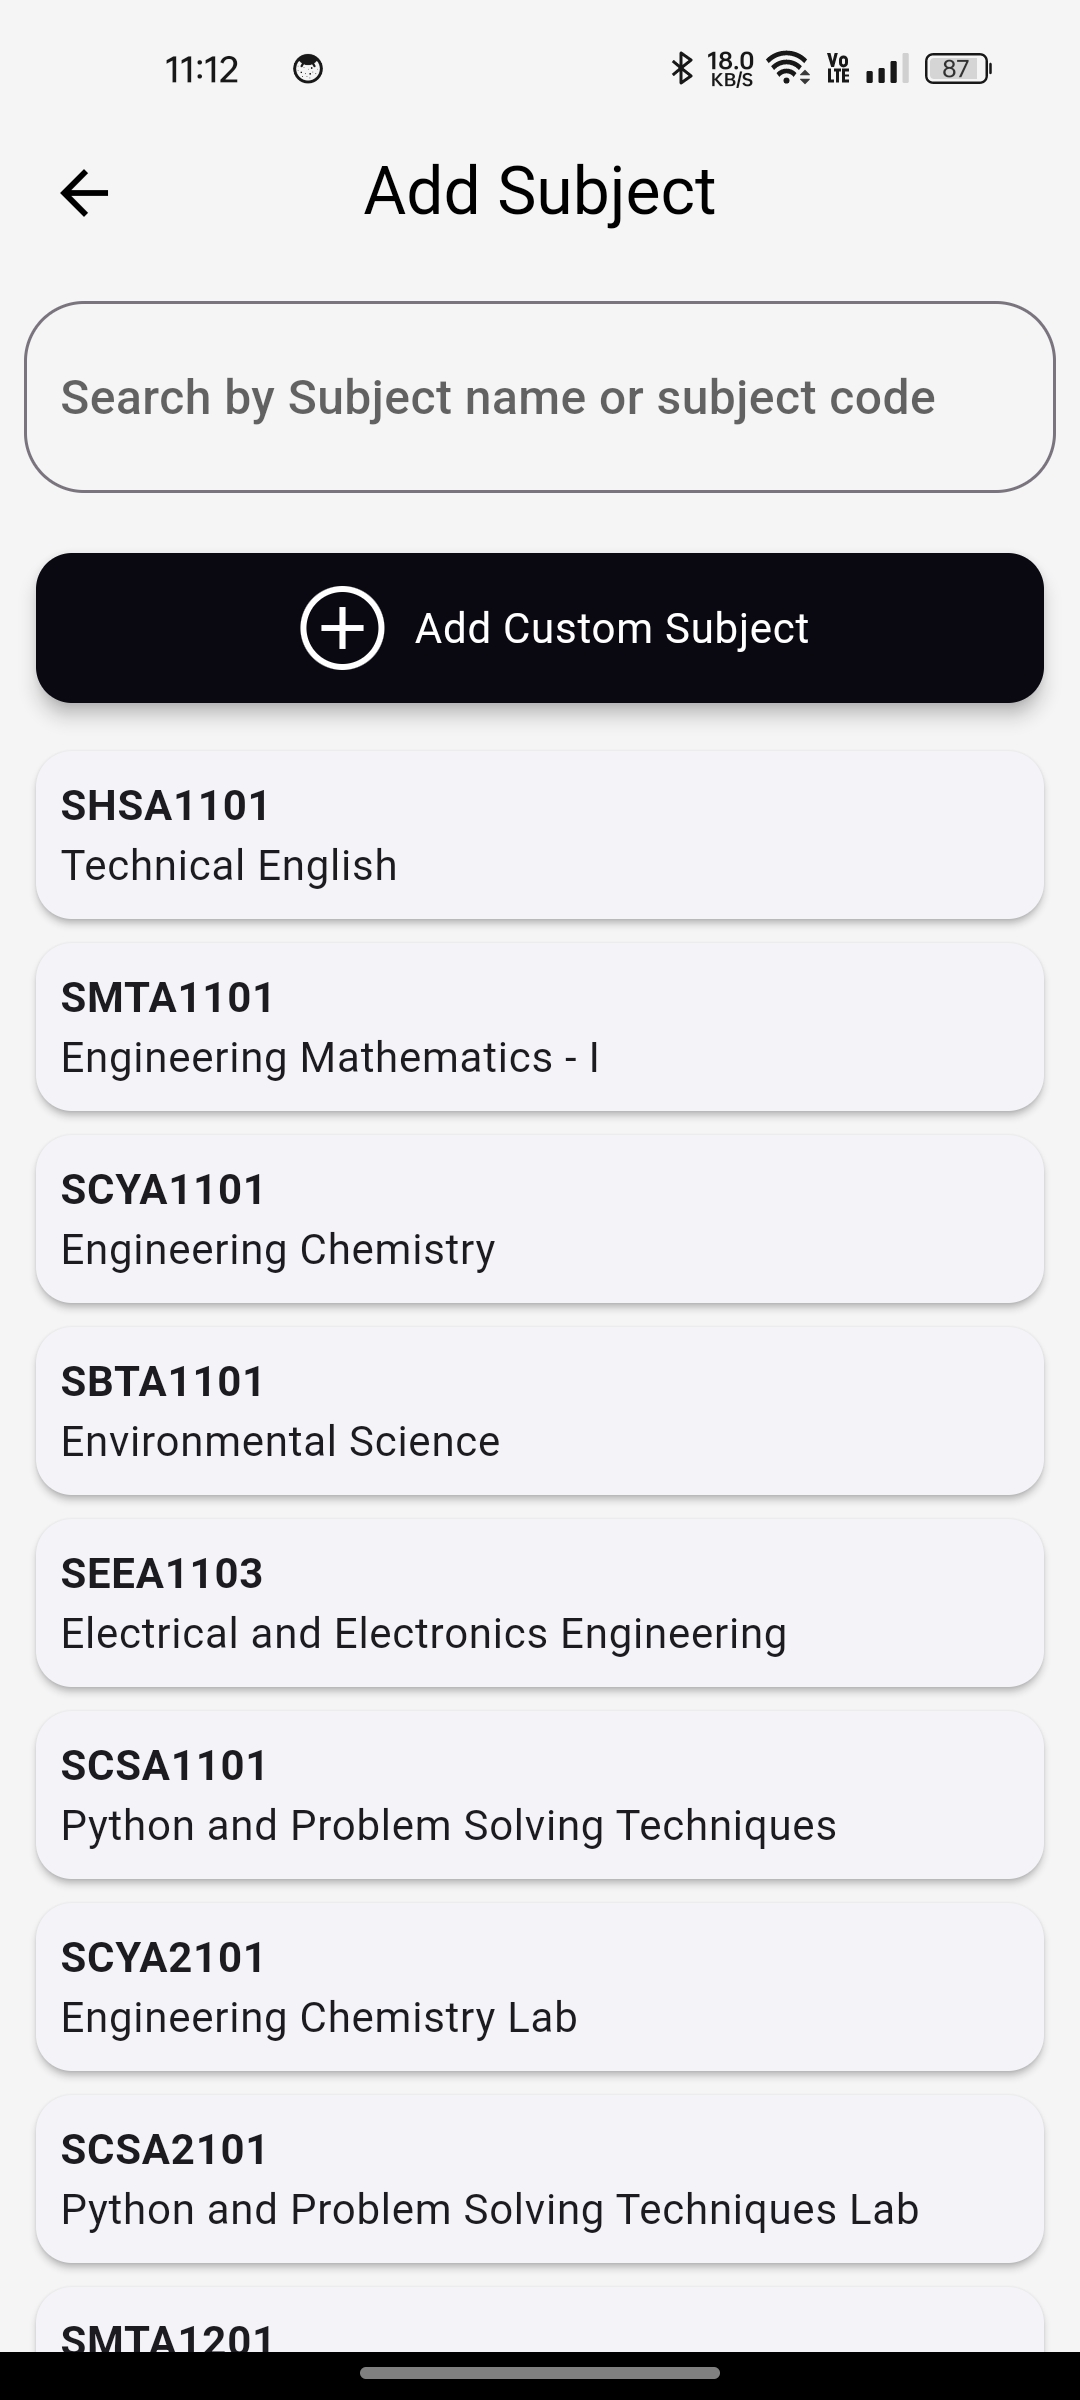 11:12
18.0
KB/S
Vo
LTE
87
Add Subject
Search by Subject name or subject code
Add Custom Subject
SHSA1101
Technical English
SMTA1101
Engineering Mathematics - I
SCYA1101
Engineering Chemistry
SBTA1101
Environmental Science
SEEA1103
Electrical and Electronics Engineering
SCSA1101
Python and Problem Solving Techniques
SCYA2101
Engineering Chemistry Lab
SCSA2101
Python and Problem Solving Techniques Lab
SMTA1201